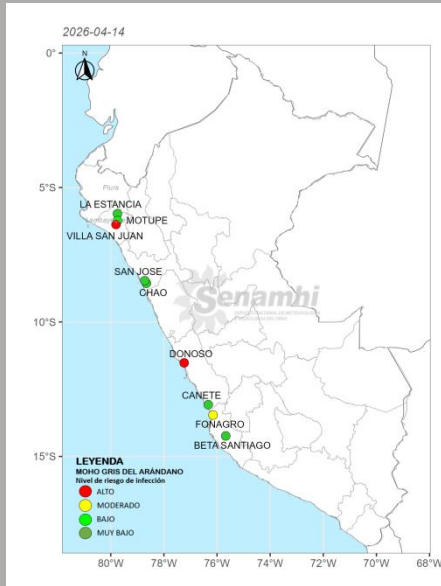 2026-04-14
N
0°
5°S
Piura
LA ESTANCIA
MOTUPE
VILLA SAN JUAN
SAN JOSE
CHAO
Senamhi
10°S
DONOSO
CANETE
FONAGRO
BETA SANTIAGO
15°S
LEYENDA
MOHO GRIS DEL ARÁNDANO
Nivel de riesgo de infección
ALTO
MODERADO
BAJO
MUY BAJO
80°W 78°W 76°W 74°W 72°W 70°W 68°W